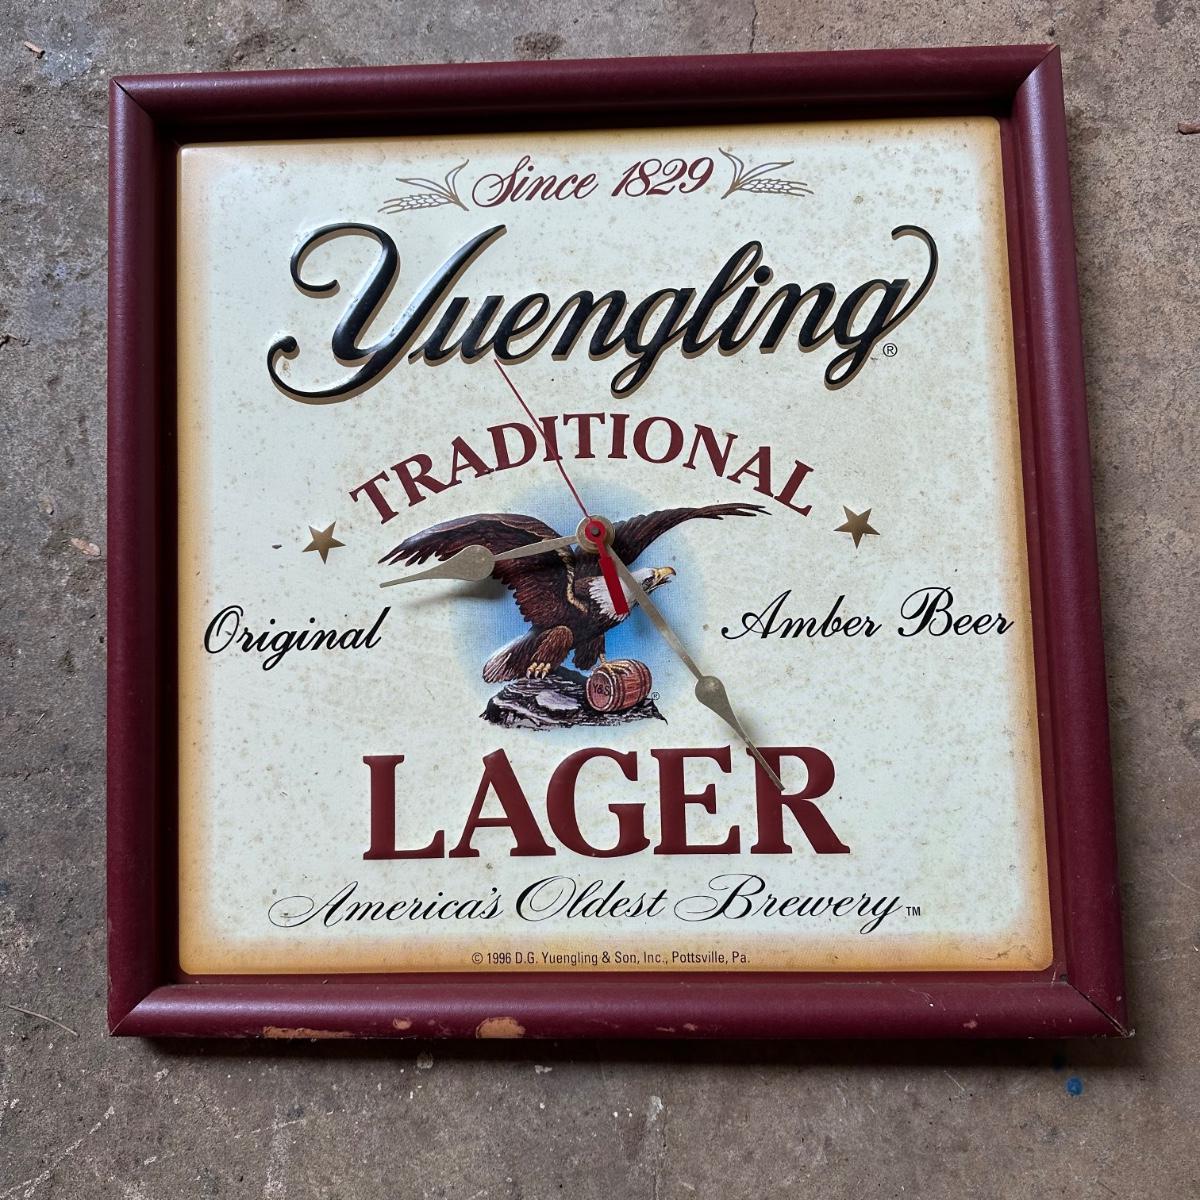 Since 1829
Yuengling®
TRADITIONAL
Original
Amber Beer
Y&S
®
LAGER
America's Oldest Brewery™
© 1996 D.G. Yuengling & Son, Inc., Pottsville, Pa.